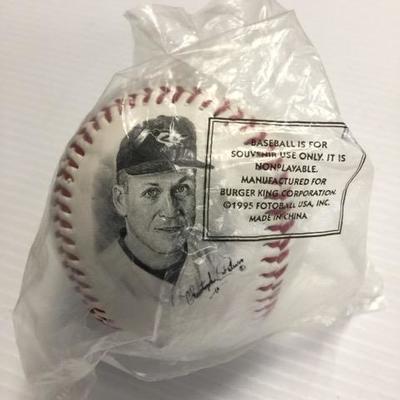 BASEBALL IS FOR
SOUVENIR USE ONLY. IT IS
NONPLAYABLE.
MANUFACTURED FOR
BURGER KING CORPORATION.
©1995 FOTOBALL USA, INC.
MADE IN CHINA
©